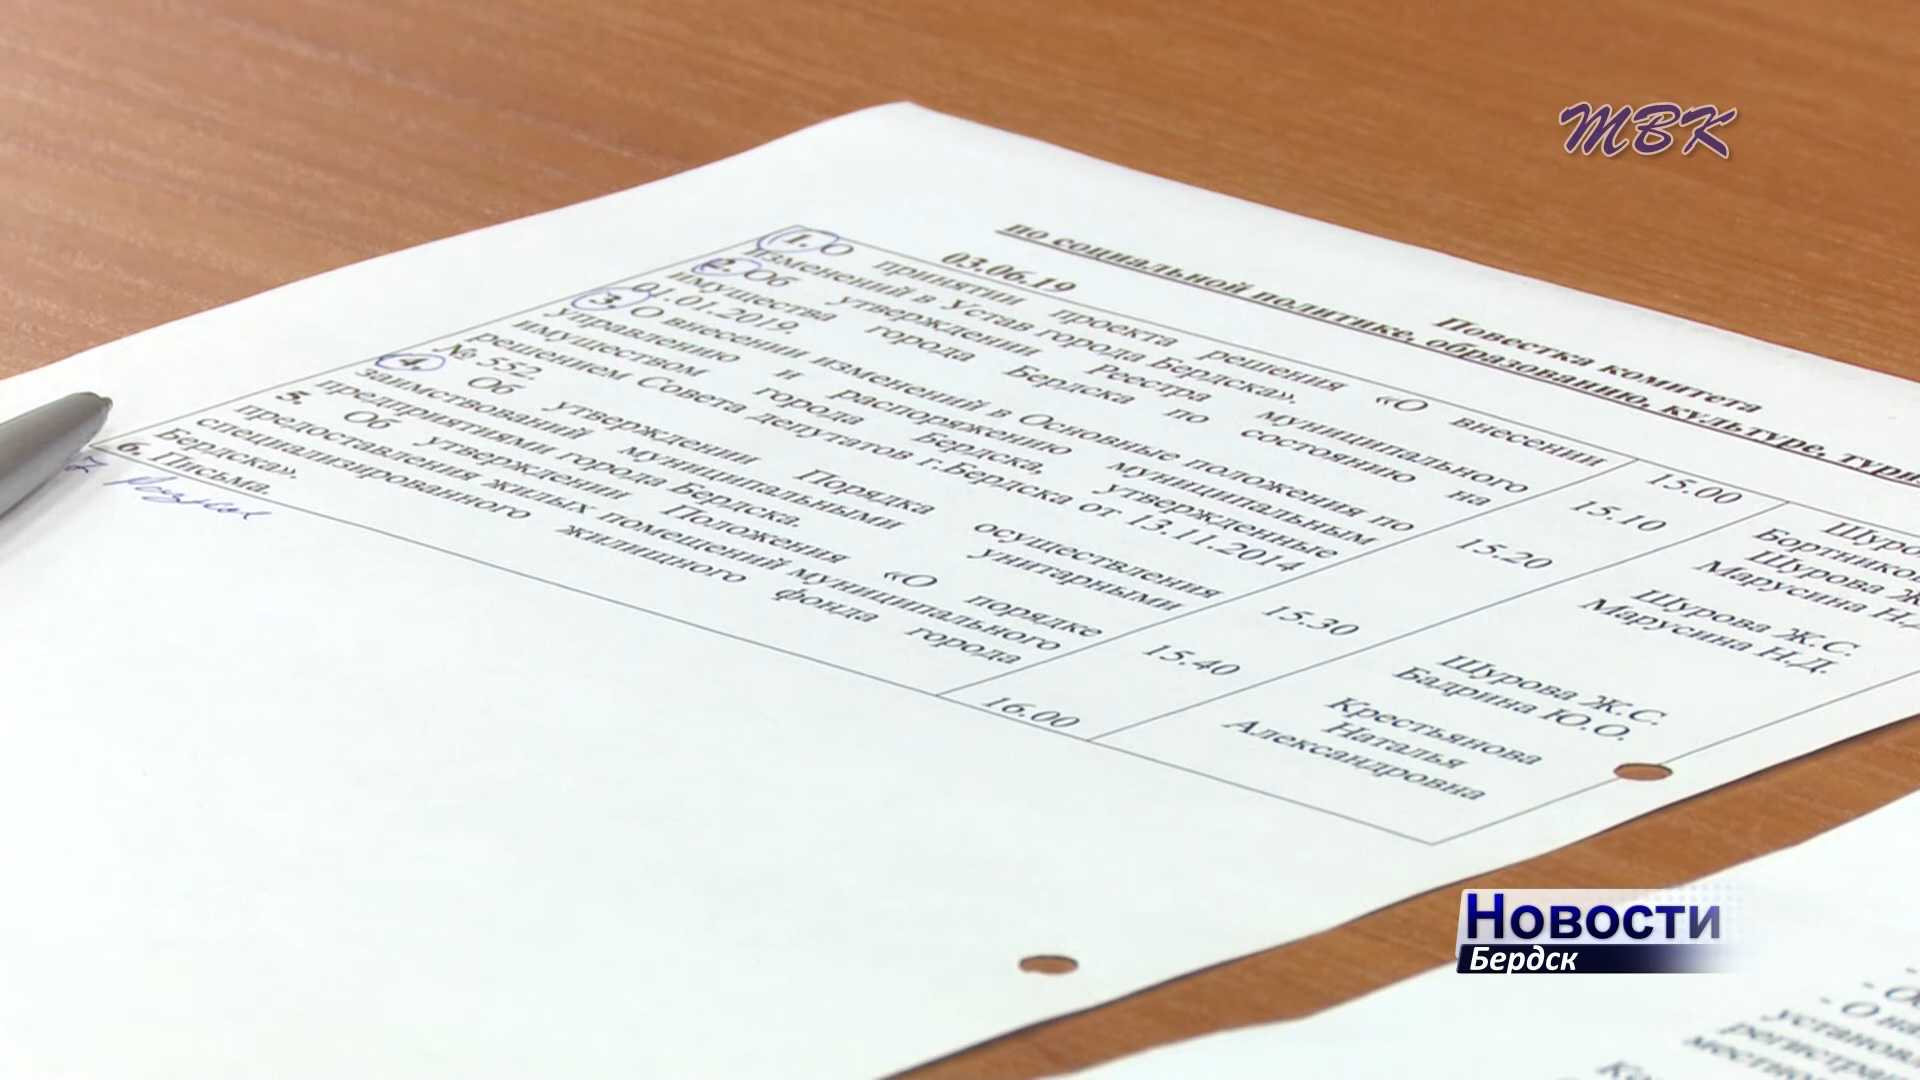 ТВК
Повестка комитета
по социальной политике, образованию, культуре,
03.06.19
1. О принятии проекта решения «О внесении
изменений в Устав города Бердска».
15.00
2. Об утверждении Реестра муниципального
имущества города Бердска по состоянию на
01.01.2019.
15.10
3. О внесении изменений в Основные положения по
управлению и распоряжению муниципальным
имуществом города Бердска, утвержденные
решением Совета депутатов г.Бердска от 13.11.2014
№ 552.
15.20
Шурова Ж.С.
Марусина Н.Д.
4. Об утверждении Порядка осуществления
заимствований муниципальными унитарными
предприятиями города Бердска.
15.30
Шурова Ж.С.
Бадрина Ю.О.
5. Об утверждении Положения «О порядке
предоставления жилых помещений муниципального
специализированного жилищного фонда города
Бердска».
15.40
Крестьянова
Наталья
Александровна
6. Письма.
16.00
7
Новости
Бердск